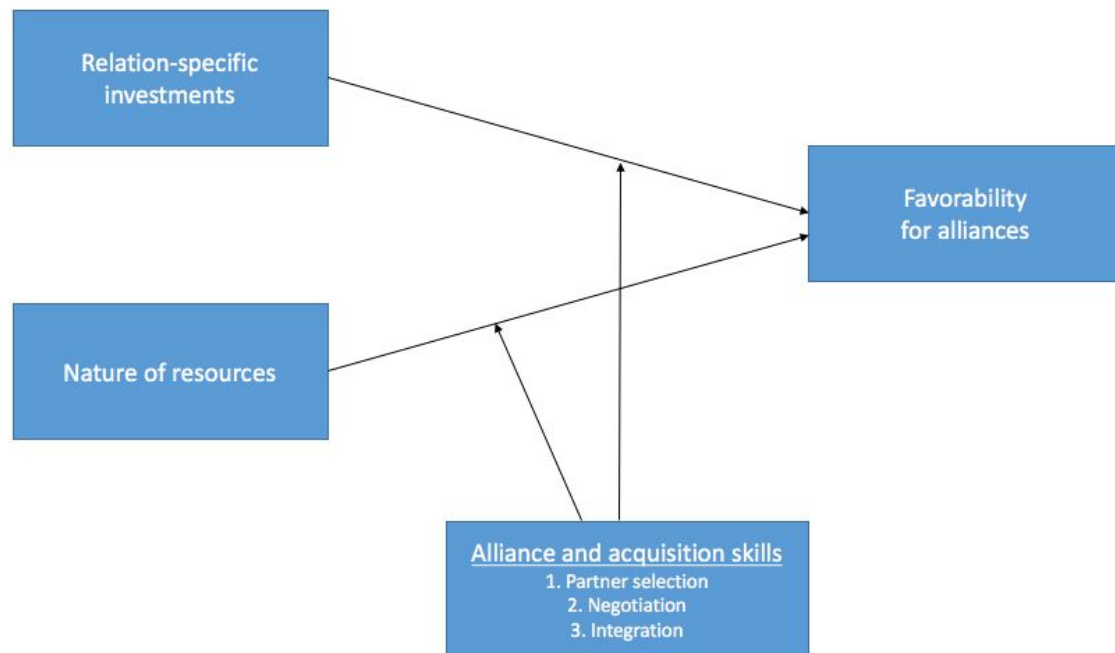 Relation-specific
investments
Favorability
for alliances
Nature of resources
Alliance and acquisition skills
1. Partner selection
2. Negotiation
3. Integration